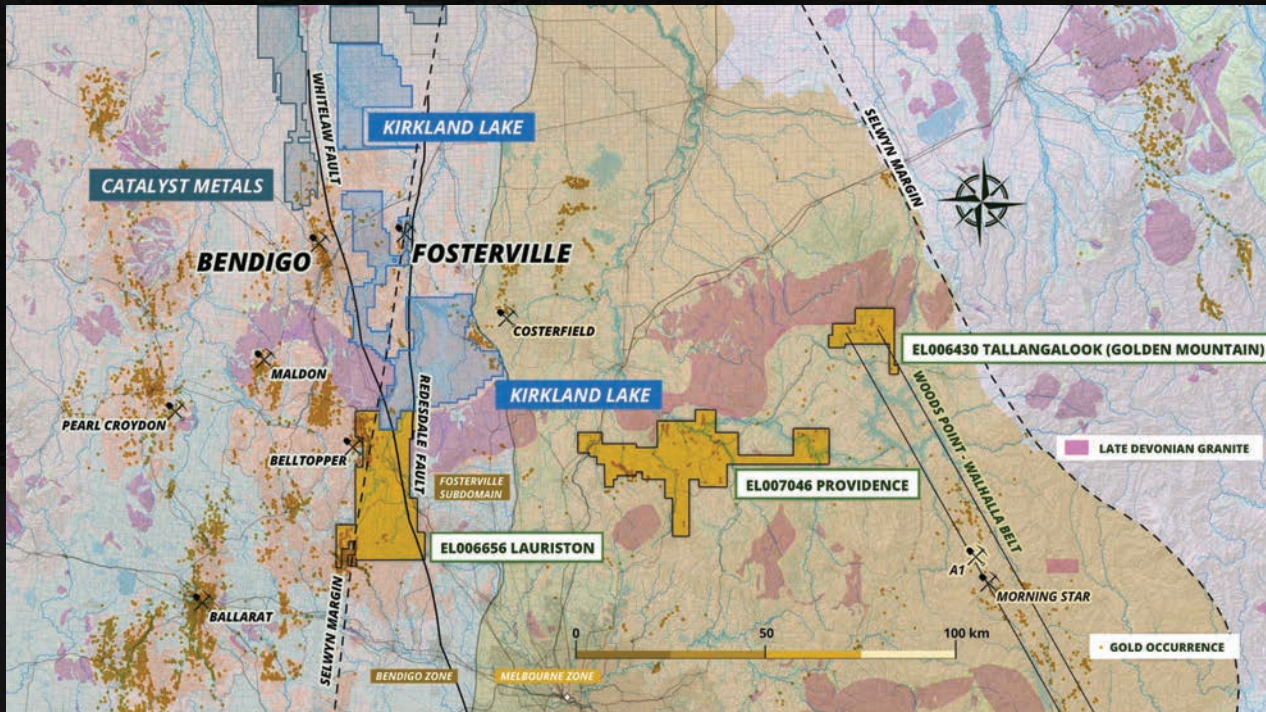 WHITELAW FAULT
KIRKLAND LAKE
SELWYN MARGIN
CATALYST METALS
BENDIGO
FOSTERVILLE
COSTERFIELD
EL006430 TALLANGALOOK (GOLDEN MOUNTAIN)
MALDON
KIRKLAND LAKE
REDESDALE FAULT
PEARL CROYDON
WOODS POINT - WALHALLA BELT
LATE DEVONIAN GRANITE
BELLTOPPER
FOSTERVILLE
SUBDOMAIN
EL007046 PROVIDENCE
EL006656 LAURISTON
A1
MORNING STAR
BALLARAT
SELWYN MARGIN
0
50
100 km
GOLD OCCURRENCE
BENDIGO ZONE
MELBOURNE ZONE